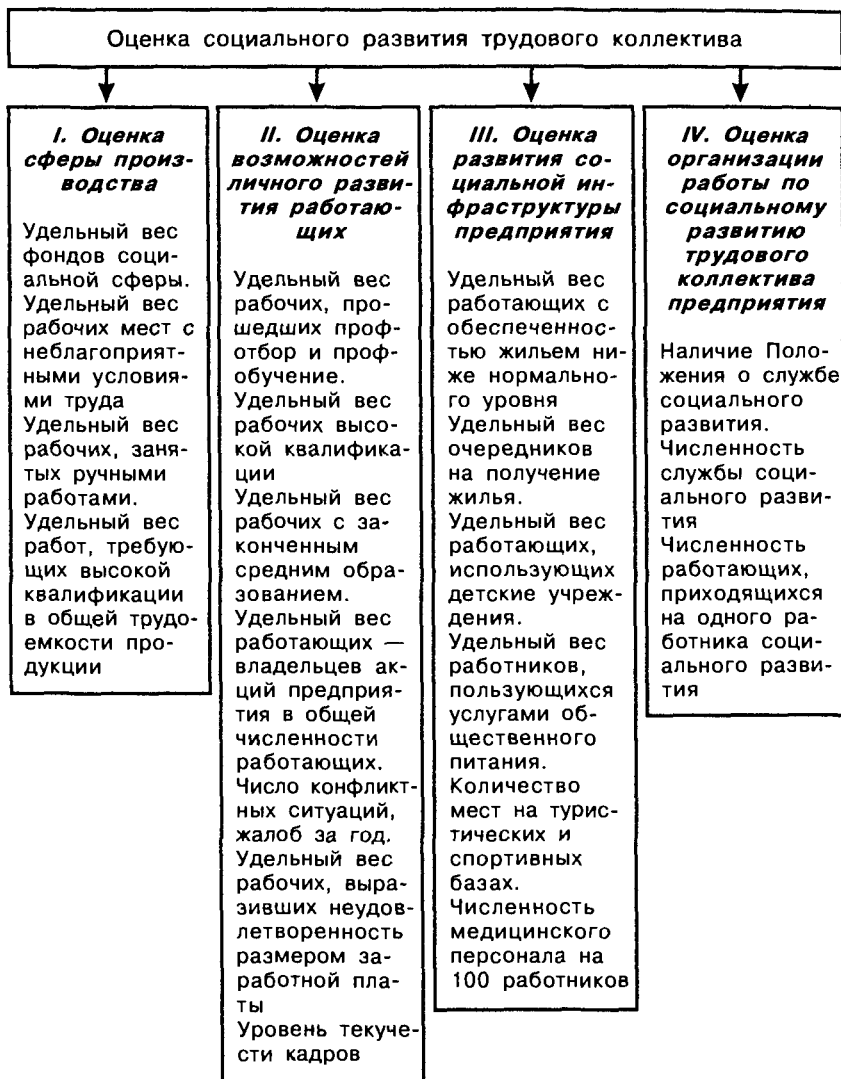 Оценка социального развития трудового коллектива
I. Оценка
сферы произ-
водства
Удельный вес
фондов соци-
альной сферы.
Удельный вес
рабочих мест с
неблагоприят-
ными условия-
ми труда
Удельный вес
рабочих, заня-
тых ручными
работами.
Удельный вес
работ, требую-
щих высокой
квалификации
в общей трудо-
емкости про-
дукции
II. Оценка
возможностей
личного разви-
тия работаю-
щих
Удельный вес
рабочих, про-
шедших проф-
отбор и проф-
обучение.
Удельный вес
рабочих высо-
кой квалифика-
ции
Удельный вес
рабочих с за-
конченным
средним обра-
зованием.
Удельный вес
работающих —
владельцев ак-
ций предприя-
тия в общей
численности
работающих.
Число конфликт-
ных ситуаций,
жалоб за год.
Удельный вес
рабочих, выра-
зивших неудов-
летворенность
размером за-
работной пла-
ты
Уровень текуче-
сти кадров
III. Оценка
развития со-
циальной ин-
фраструктуры
предприятия
Удельный вес
работающих с
обеспеченнос-
тью жильем ни-
же нормально-
го уровня
Удельный вес
очередников
на получение
жилья.
Удельный вес
работающих,
использующих
детские учреж-
дения.
Удельный вес
работников,
пользующихся
услугами об-
щественного
питания.
Количество
мест на турис-
тических и
спортивных
базах.
Численность
медицинского
персонала на
100 работников
IV. Оценка
организации
работы по
социальному
развитию
трудового
коллектива
предприятия
Наличие Поло-
жения о службе
социального
развития.
Численность
службы соци-
ального разви-
тия
Численность
работающих,
приходящихся
на одного ра-
ботника соци-
ального разви-
тия